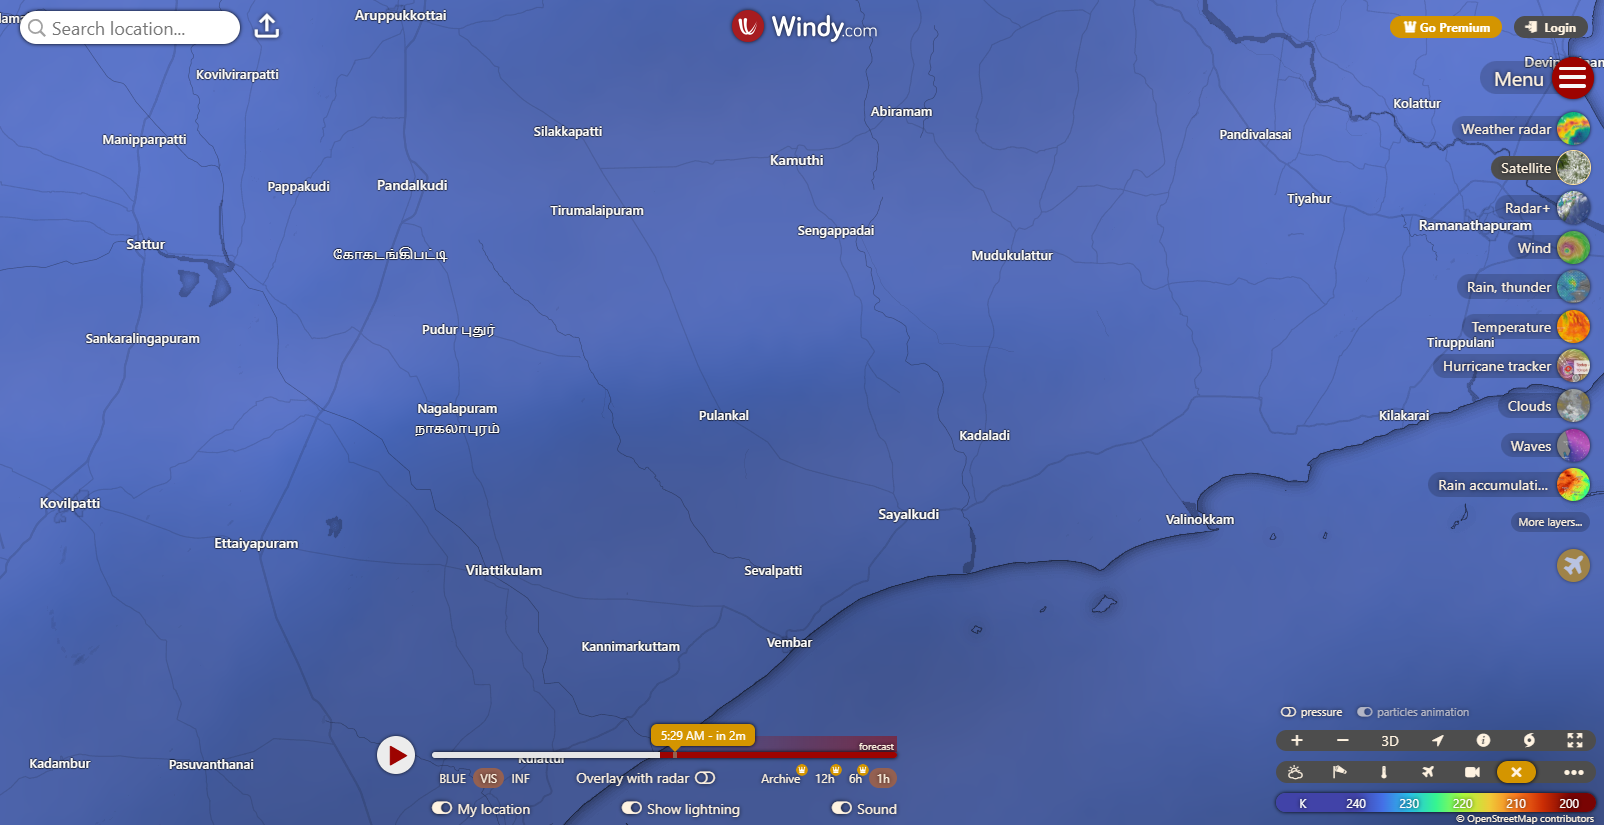 Search location...
Windy.com
Go Premium
Login
Menu
Weather radar
Satellite
Radar+
Wind
Rain, thunder
Temperature
Hurricane tracker
Clouds
Waves
Rain accumulati...
More layers...
Aruppukkottai
Kovilvirarpatti
Kolattur
Abiramam
Silakkapatti
Pandivalasai
Manipparpatti
Kamuthi
Pappakudi
Pandalkudi
Tiyahur
Tirumalaipuram
Ramanathapuram
Sengappadai
Sattur
கோகடங்கிபட்டி
Mudukulattur
Pudur புதுர்
Sankaralingapuram
Tiruppulani
Nagalapuram
நாகலாபுரம்
Pulankal
Kilakarai
Kadaladi
Kovilpatti
Sayalkudi
Valinokkam
Ettaiyapuram
Vilattikulam
Sevalpatti
Vembar
Kannimarkuttam
Kadambur
Pasuvanthanai
Kulattur
5:29 AM - in 2m
forecast
BLUE VIS INF
Overlay with radar
Archive 12h 6h 1h
My location
Show lightning
Sound
pressure
particles animation
3D
K 240 230 220 210 200
© OpenStreetMap contributors